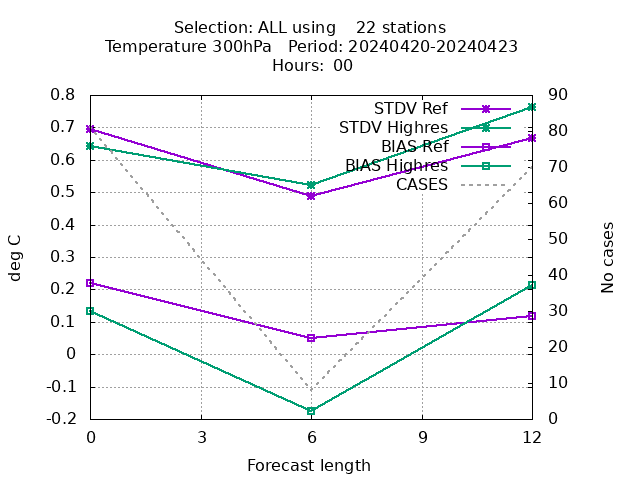 Selection: ALL using    22 stations
Temperature 300hPa   Period: 20240420-20240423
Hours:  00
STDV Ref
STDV Highres
BIAS Ref
BIAS Highres
CASES
deg C
0.8
0.7
0.6
0.5
0.4
0.3
0.2
0.1
0
-0.1
-0.2
90
80
70
60
50
40
30
20
10
0
No cases
0 3 6 9 12
Forecast length